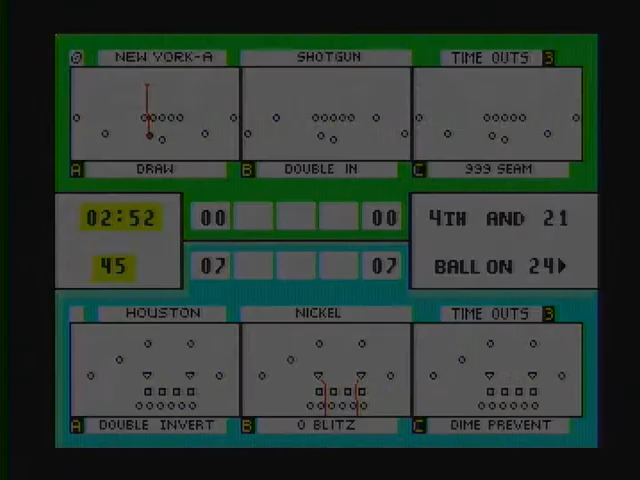 NEW YORK-A SHOTGUN TIME OUTS 3
A DRAW B DOUBLE IN C 999 SEAM
02:52 00 00 4TH AND 21
45 07 07 BALL ON 24
HOUSTON NICKEL TIME OUTS 3
A DOUBLE INVERT B 0 BLITZ C DIME PREVENT